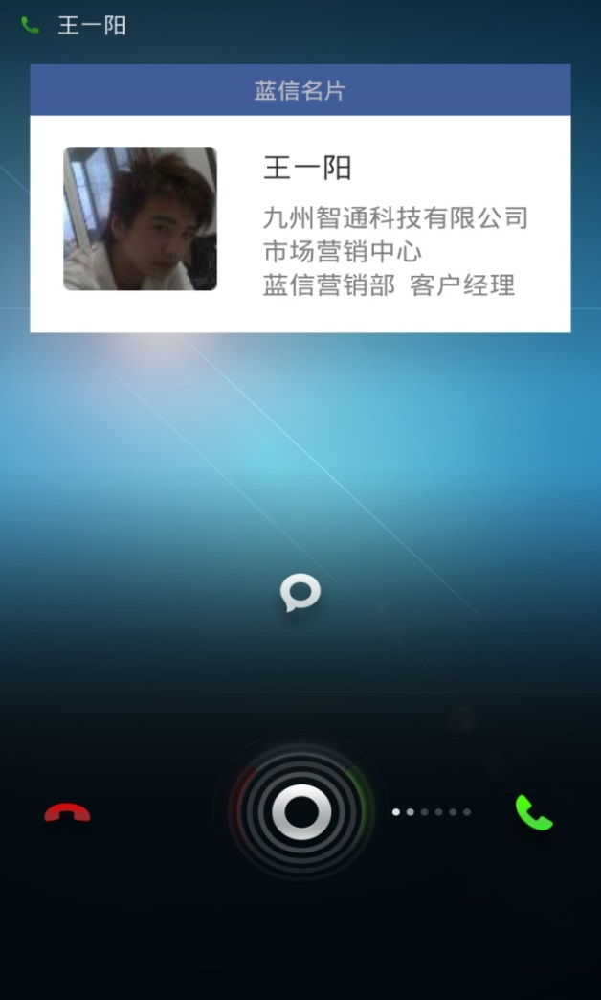 王一阳
蓝信名片
王一阳
九州智通科技有限公司
市场营销中心
蓝信营销部 客户经理